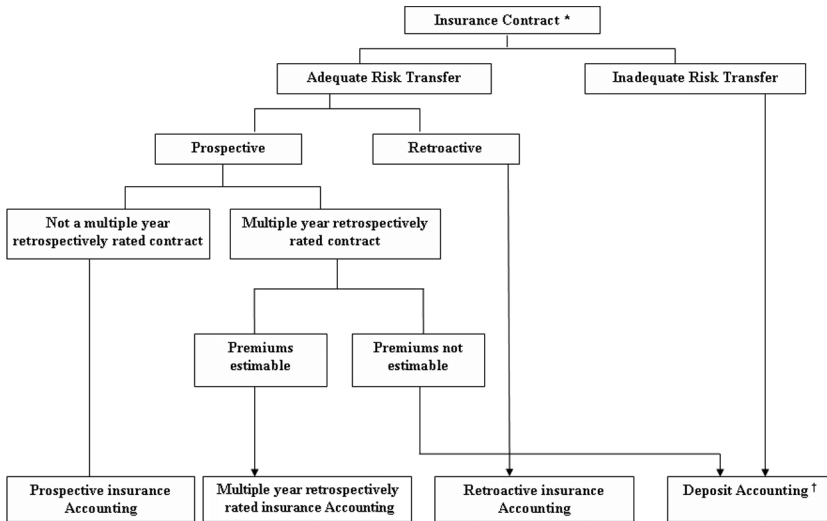 Insurance Contract *
Adequate Risk Transfer
Inadequate Risk Transfer
Prospective
Retroactive
Not a multiple year
retrospectively rated contract
Multiple year retrospectively
rated contract
Premiums
estimable
Premiums not
estimable
Prospective insurance
Accounting
Multiple year retrospectively
rated insurance Accounting
Retroactive insurance
Accounting
Deposit Accounting †